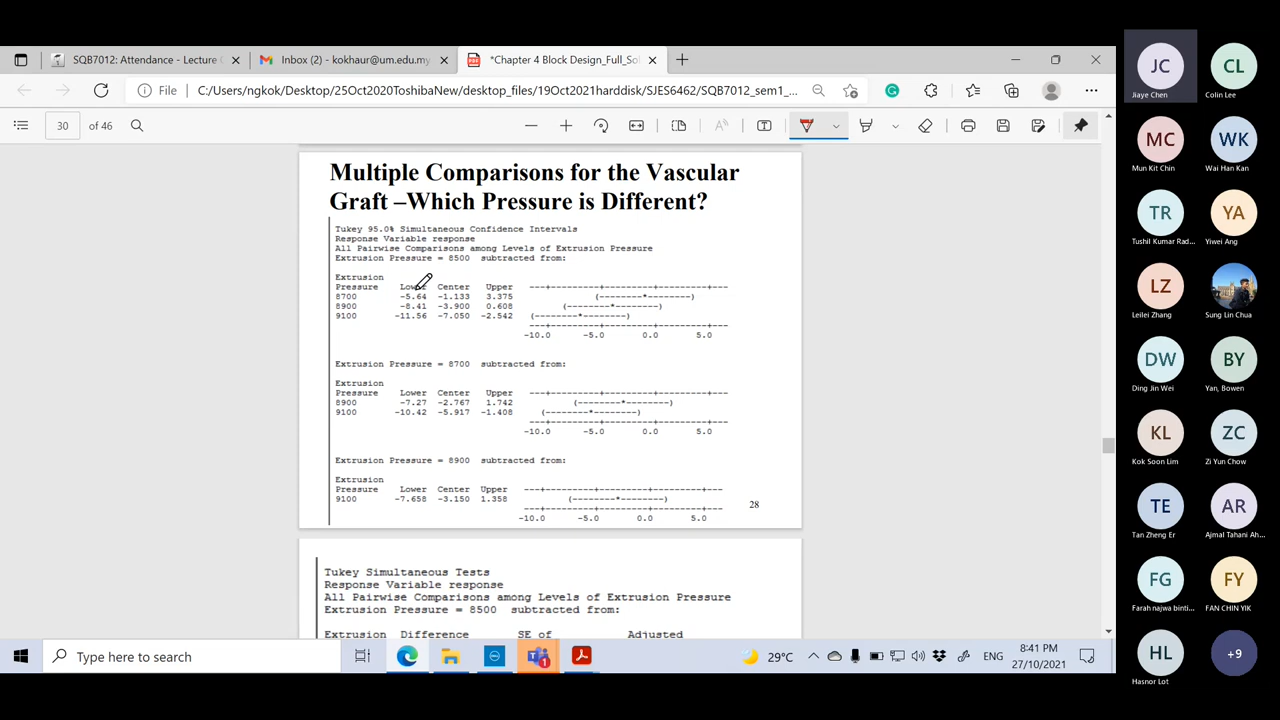 SQB7012: Attendance - Lecture
Inbox (2) - kokhaur@um.edu.my
*Chapter 4 Block Design_Full_So
File
C:/Users/ngkok/Desktop/25Oct2020ToshibaNew/desktop_files/19Oct2021harddisk/SJES6462/SQB7012_sem1_...
30 of 46
Multiple Comparisons for the Vascular
Graft –Which Pressure is Different?
Tukey 95.0% Simultaneous Confidence Intervals
Response Variable response
All Pairwise Comparisons among Levels of Extrusion Pressure
Extrusion Pressure = 8500 subtracted from:
Extrusion
Pressure Lower Center Upper ---+---------+---------+---------+---
8700 -5.64 -1.133 3.375 (--------*--------)
8900 -8.41 -3.900 0.608 (--------*--------)
9100 -11.56 -7.050 -2.542 (--------*--------)
---+---------+---------+---------+---
-10.0 -5.0 0.0 5.0
Extrusion Pressure = 8700 subtracted from:
Extrusion
Pressure Lower Center Upper ---+---------+---------+---------+---
8900 -7.27 -2.767 1.742 (--------*--------)
9100 -10.42 -5.917 -1.408 (--------*--------)
---+---------+---------+---------+---
-10.0 -5.0 0.0 5.0
Extrusion Pressure = 8900 subtracted from:
Extrusion
Pressure Lower Center Upper ---+---------+---------+---------+---
9100 -7.658 -3.150 1.358 (--------*--------)
---+---------+---------+---------+---
-10.0 -5.0 0.0 5.0
28
Tukey Simultaneous Tests
Response Variable response
All Pairwise Comparisons among Levels of Extrusion Pressure
Extrusion Pressure = 8500 subtracted from:
Extrusion Difference SE of Adjusted
Type here to search
29°C
ENG
8:41 PM
27/10/2021
JC
Jiaye Chen
CL
Colin Lee
MC
Mun Kit Chin
WK
Wai Han Kan
TR
Tushil Kumar Rad...
YA
Yiwei Ang
LZ
Leilei Zhang
Sung Lin Chua
DW
Ding Jin Wei
BY
Yan, Bowen
KL
Kok Soon Lim
ZC
Zi Yun Chow
TE
Tan Zheng Er
AR
Ajmal Tahani Ah...
FG
Farah najwa binti...
FY
FAN CHIN YIK
HL
Hasnor Lot
+9